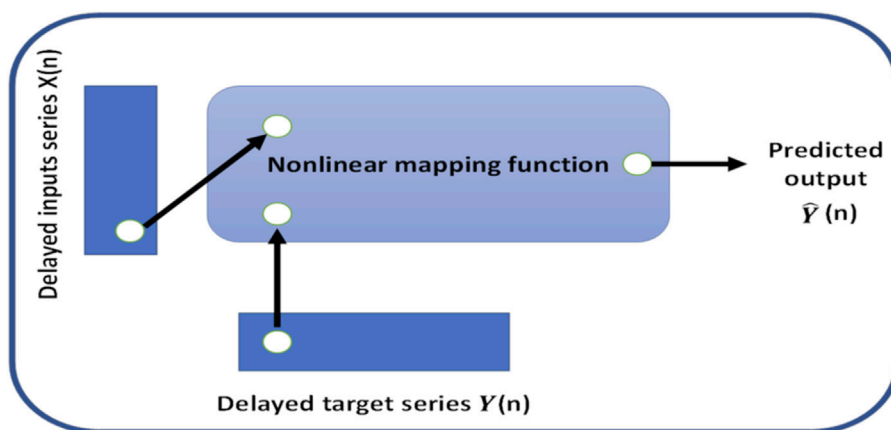 Delayed inputs series X(n)
Nonlinear mapping function
Predicted
output
Ŷ (n)
Delayed target series Y(n)